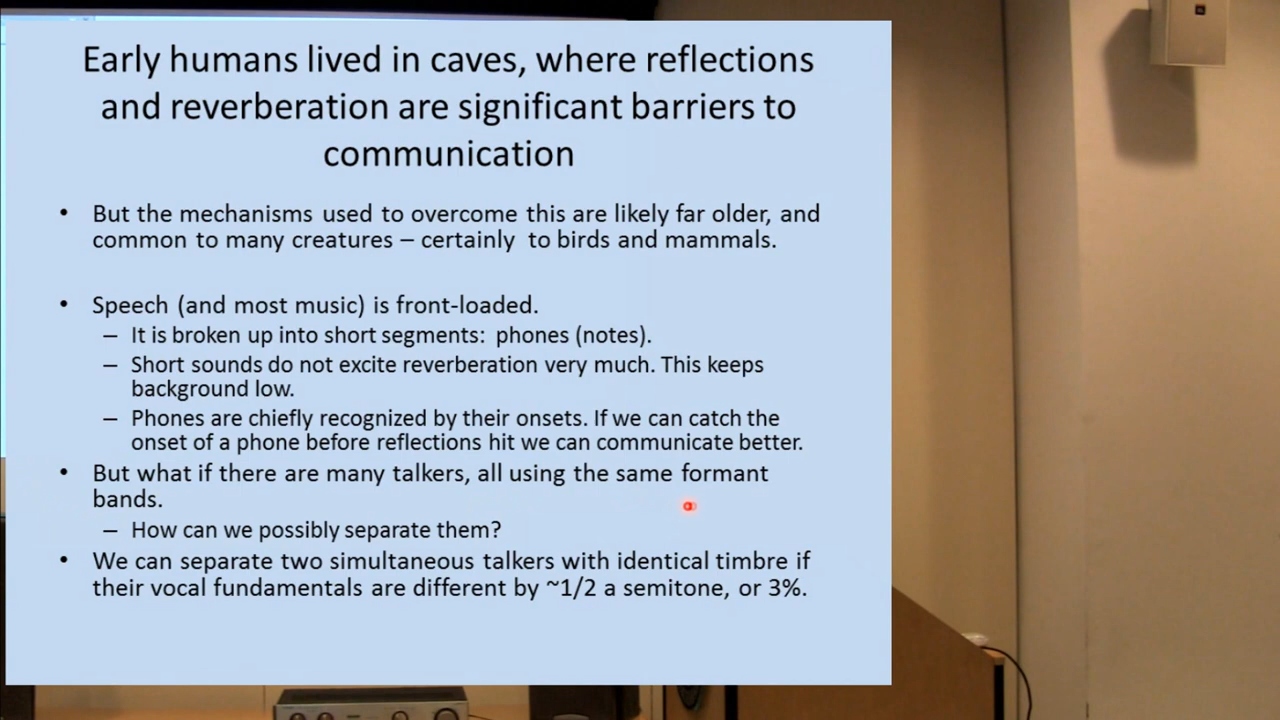 Early humans lived in caves, where reflections
and reverberation are significant barriers to
communication
• But the mechanisms used to overcome this are likely far older, and
common to many creatures – certainly to birds and mammals.
• Speech (and most music) is front-loaded.
– It is broken up into short segments: phones (notes).
– Short sounds do not excite reverberation very much. This keeps
background low.
– Phones are chiefly recognized by their onsets. If we can catch the
onset of a phone before reflections hit we can communicate better.
• But what if there are many talkers, all using the same formant
bands.
– How can we possibly separate them?
• We can separate two simultaneous talkers with identical timbre if
their vocal fundamentals are different by ~1/2 a semitone, or 3%.